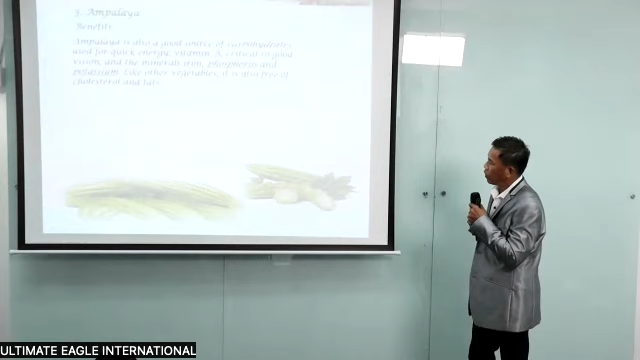 3. Ampalaya
Benefits
Ampalaya is also a good source of carbohydrates,
used for quick energy, vitamin A, critical to good
vision, and the minerals iron, phosphorus and
potassium. Like other vegetables, it is also free of
cholesterol and fats.
ULTIMATE EAGLE INTERNATIONAL